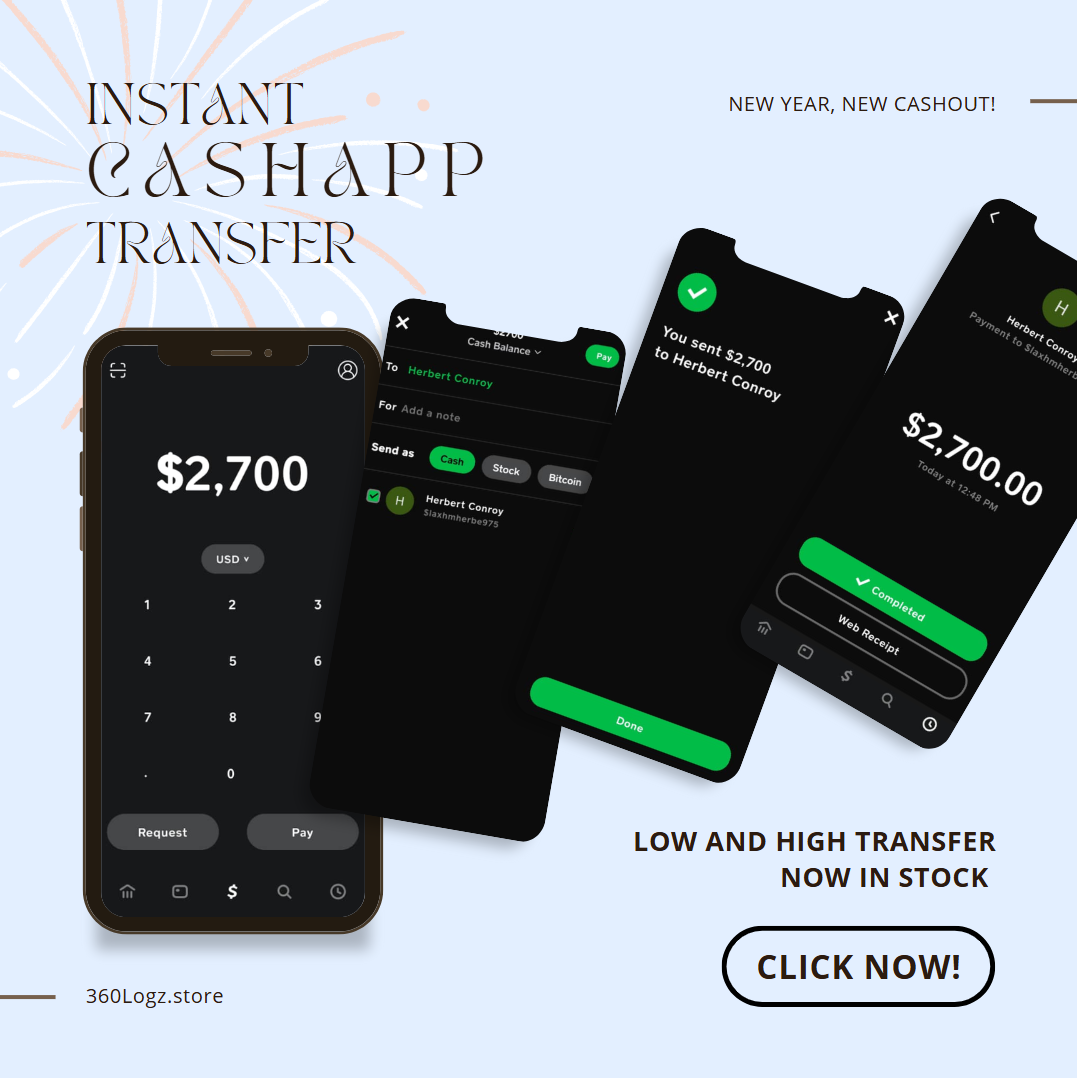 INSTANT
CASHAPP
TRANSFER
NEW YEAR, NEW CASHOUT!
$2,700
USD
1 2 3
4 5 6
7 8 9
. 0
Request Pay
$2700
Cash Balance
Pay
To Herbert Conroy
For Add a note
Send as Cash Stock Bitcoin
H
Herbert Conroy
$laxhmherbe975
You sent $2,700
to Herbert Conroy
Done
H
Herbert Conroy
Payment to $laxhmherb
$2,700.00
Today at 12:48 PM
Completed
Web Receipt
LOW AND HIGH TRANSFER
NOW IN STOCK
CLICK NOW!
360Logz.store